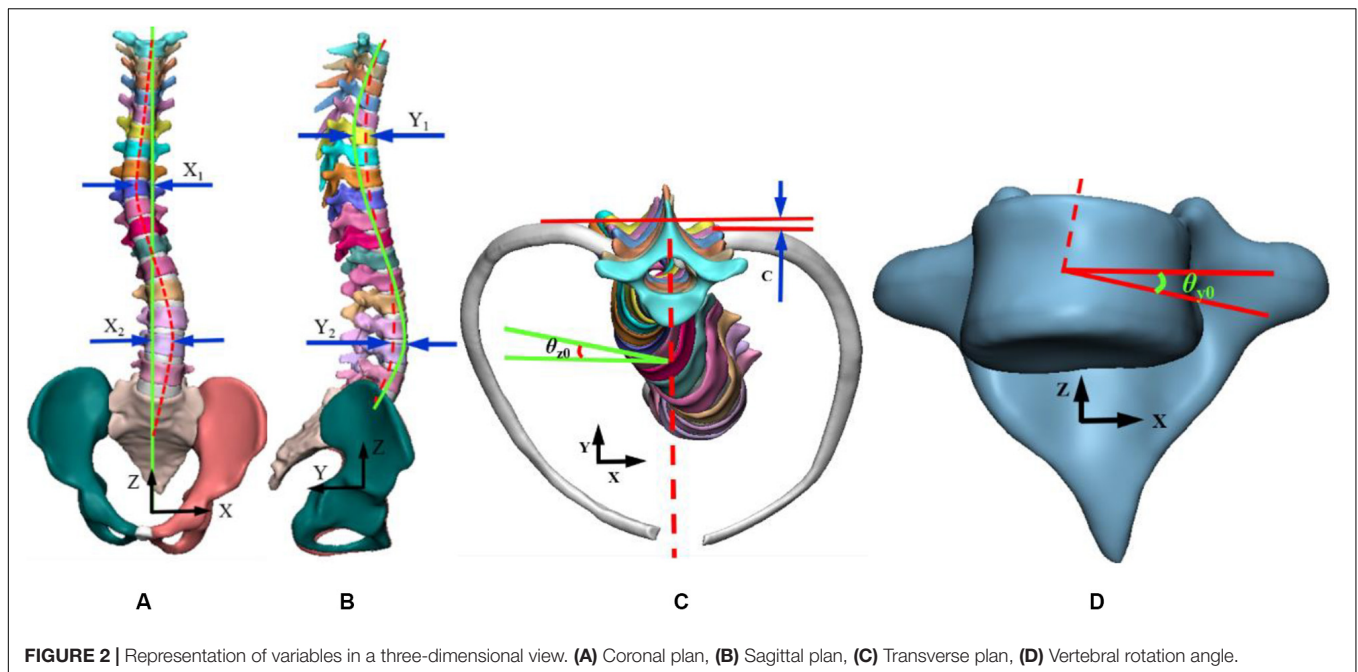 X₁
X₂
Z
X
A
Y₁
Y₂
Z
Y
B
C
θz0
Y
X
C
θy0
Z
X
D
FIGURE 2 | Representation of variables in a three-dimensional view. (A) Coronal plan, (B) Sagittal plan, (C) Transverse plan, (D) Vertebral rotation angle.